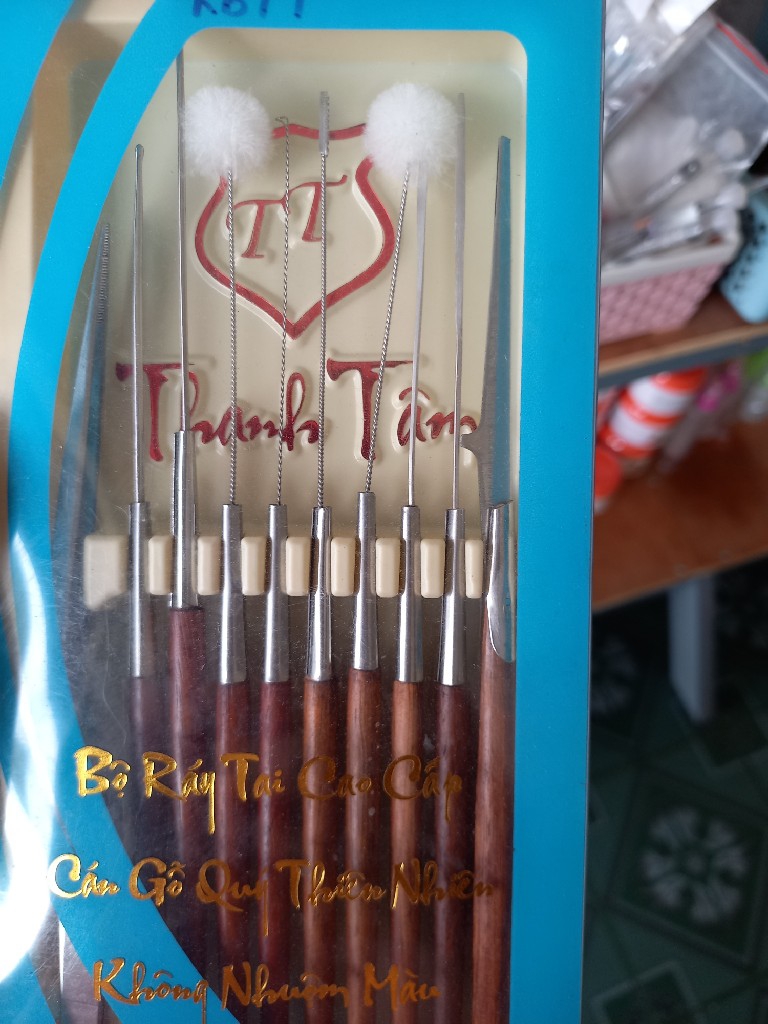 TT
Thanh Tâm
Bộ Ráy Tai Cao Cấp
Cán Gỗ Quý Thiên Nhiên
Không Nhuộm Màu